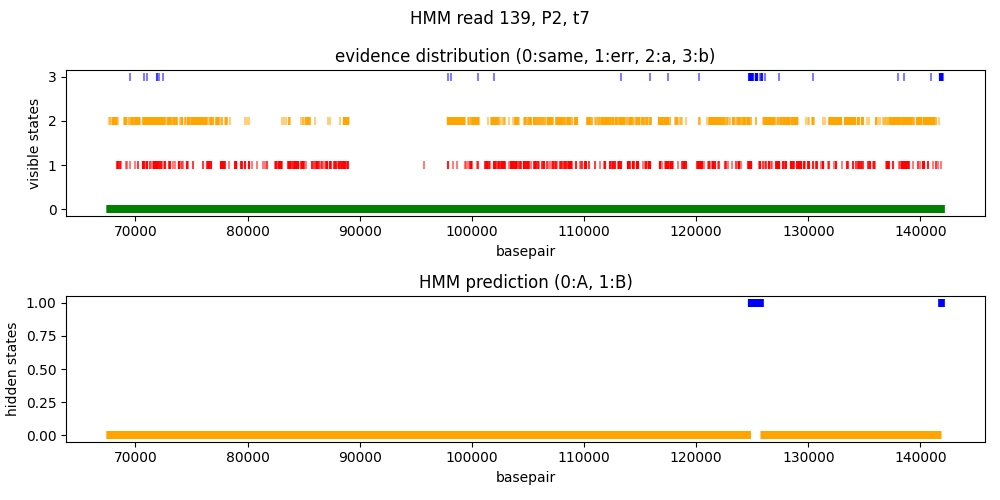 HMM read 139, P2, t7
evidence distribution (0:same, 1:err, 2:a, 3:b)
visible states
3
2
1
0
70000 80000 90000 100000 110000 120000 130000 140000
basepair
HMM prediction (0:A, 1:B)
hidden states
1.00
0.75
0.50
0.25
0.00
70000 80000 90000 100000 110000 120000 130000 140000
basepair